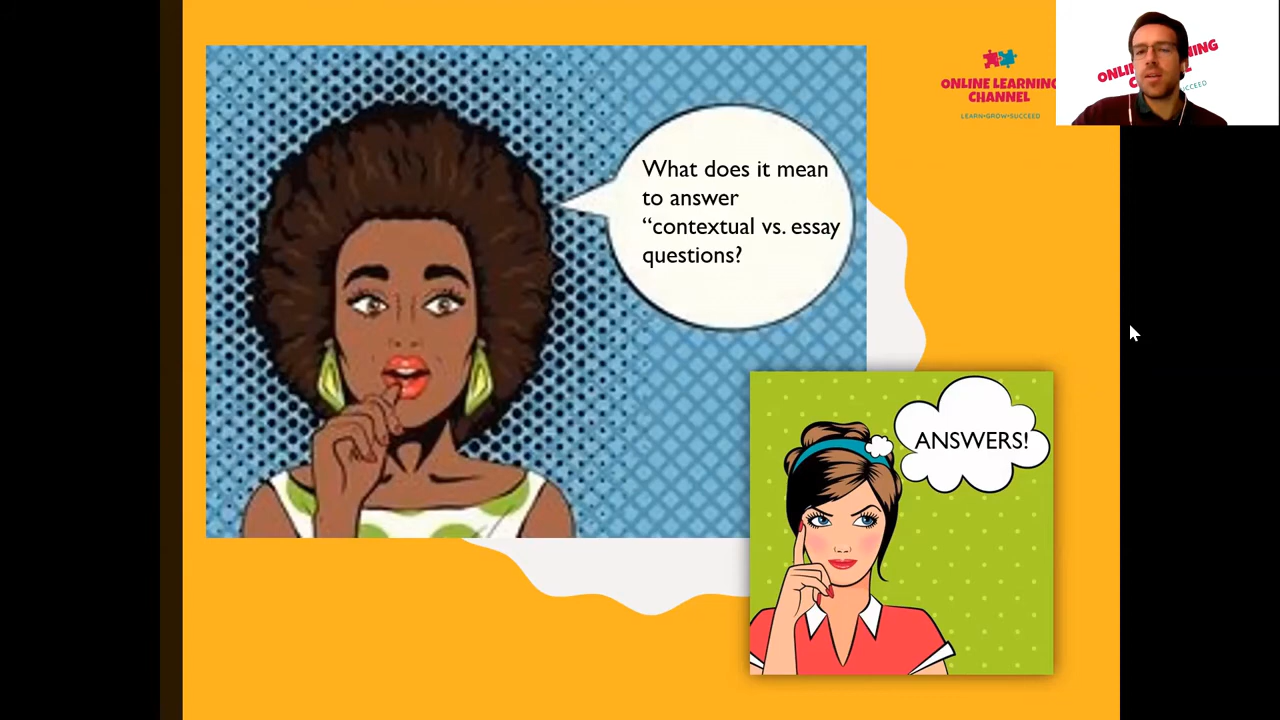 What does it mean
to answer
“contextual vs. essay
questions?
ONLINE LEARNING
CHANNEL
LEARN•GROW•SUCCEED
ANSWERS!